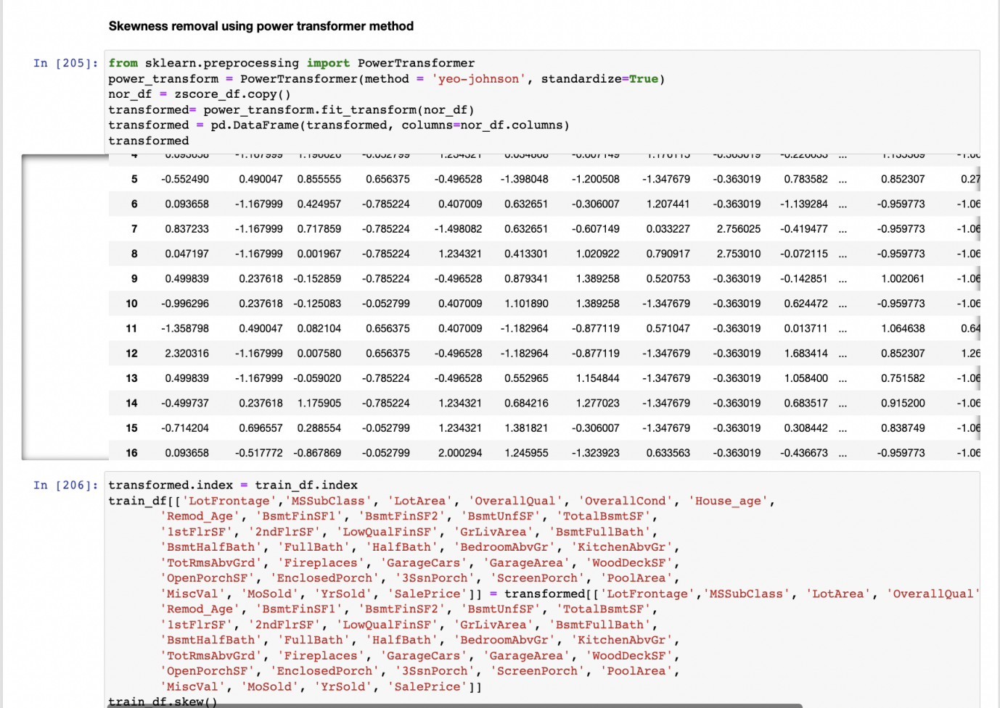 Skewness removal using power transformer method
In [205]: from sklearn.preprocessing import PowerTransformer
power_transform = PowerTransformer(method = 'yeo-johnson', standardize=True)
nor_df = zscore_df.copy()
transformed= power_transform.fit_transform(nor_df)
transformed = pd.DataFrame(transformed, columns=nor_df.columns)
transformed
4 0.093658 -1.167999 1.190620 -0.052799 1.234321 0.034808 -0.607149 1.176115 -0.363019 -0.220633 ...
5 -0.552490 0.490047 0.855555 0.656375 -0.496528 -1.398048 -1.200508 -1.347679 -0.363019 0.783582 ... 0.852307 0.27
6 0.093658 -1.167999 0.424957 -0.785224 0.407009 0.632651 -0.306007 1.207441 -0.363019 -1.139284 ... -0.959773 -1.06
7 0.837233 -1.167999 0.717859 -0.785224 -1.498082 0.632651 -0.607149 0.033227 2.756025 -0.419477 ... -0.959773 -1.06
8 0.047197 -1.167999 0.001967 -0.785224 1.234321 0.413301 1.020922 0.790917 2.753010 -0.072115 ... -0.959773 -1.06
9 0.499839 0.237618 -0.152859 -0.785224 -0.496528 0.879341 1.389258 0.520753 -0.363019 -0.142851 ... 1.002061 -1.06
10 -0.996296 0.237618 -0.125083 -0.052799 0.407009 1.101890 1.389258 -1.347679 -0.363019 0.624472 ... -0.959773 -1.06
11 -1.358798 0.490047 0.082104 0.656375 0.407009 -1.182964 -0.877119 0.571047 -0.363019 0.013711 ... 1.064638 0.64
12 2.320316 -1.167999 0.007580 0.656375 -0.496528 -1.182964 -0.877119 -1.347679 -0.363019 1.683414 ... 0.852307 1.26
13 0.499839 -1.167999 -0.059020 -0.785224 -0.496528 0.552965 1.154844 -1.347679 -0.363019 1.058400 ... 0.751582 -1.06
14 -0.499737 0.237618 1.175905 -0.785224 1.234321 0.684216 1.277023 -1.347679 -0.363019 0.683517 ... 0.915200 -1.06
15 -0.714204 0.696557 0.288554 -0.052799 1.234321 1.381821 -0.306007 -1.347679 -0.363019 0.308442 ... 0.838749 -1.06
16 0.093658 -0.517772 -0.867869 -0.052799 2.000294 1.245955 -1.323923 0.633563 -0.363019 -0.436673 ... -0.959773 -1.06
In [206]: transformed.index = train_df.index
train_df[['LotFrontage','MSSubClass', 'LotArea', 'OverallQual', 'OverallCond', 'House_age',
'Remod_Age', 'BsmtFinSF1', 'BsmtFinSF2', 'BsmtUnfSF', 'TotalBsmtSF',
'1stFlrSF', '2ndFlrSF', 'LowQualFinSF', 'GrLivArea', 'BsmtFullBath',
'BsmtHalfBath', 'FullBath', 'HalfBath', 'BedroomAbvGr', 'KitchenAbvGr',
'TotRmsAbvGrd', 'Fireplaces', 'GarageCars', 'GarageArea', 'WoodDeckSF',
'OpenPorchSF', 'EnclosedPorch', '3SsnPorch', 'ScreenPorch', 'PoolArea',
'MiscVal', 'MoSold', 'YrSold', 'SalePrice']] = transformed[['LotFrontage','MSSubClass', 'LotArea', 'OverallQual'
'Remod_Age', 'BsmtFinSF1', 'BsmtFinSF2', 'BsmtUnfSF', 'TotalBsmtSF',
'1stFlrSF', '2ndFlrSF', 'LowQualFinSF', 'GrLivArea', 'BsmtFullBath',
'BsmtHalfBath', 'FullBath', 'HalfBath', 'BedroomAbvGr', 'KitchenAbvGr',
'TotRmsAbvGrd', 'Fireplaces', 'GarageCars', 'GarageArea', 'WoodDeckSF',
'OpenPorchSF', 'EnclosedPorch', '3SsnPorch', 'ScreenPorch', 'PoolArea',
'MiscVal', 'MoSold', 'YrSold', 'SalePrice']]
train_df.skew()